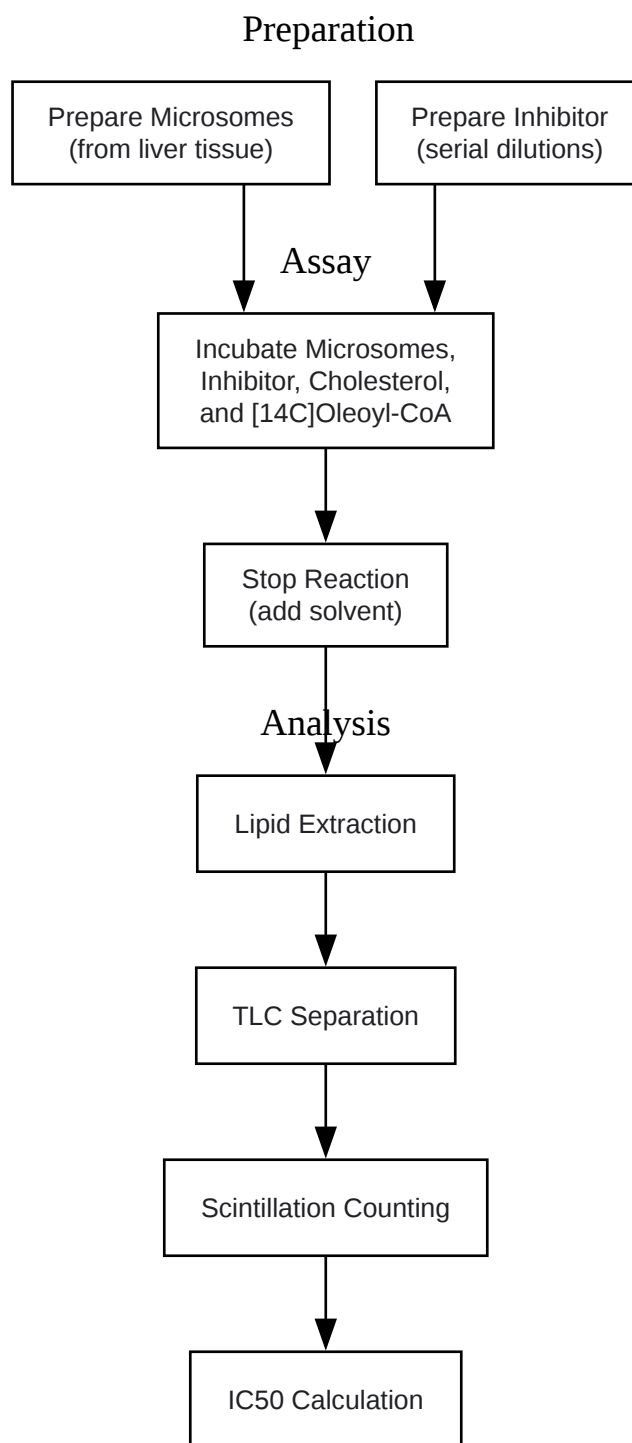 Preparation
Prepare Microsomes
(from liver tissue)
Prepare Inhibitor
(serial dilutions)
Assay
Incubate Microsomes,
Inhibitor, Cholesterol,
and [14C]Oleoyl-CoA
Stop Reaction
(add solvent)
Analysis
Lipid Extraction
TLC Separation
Scintillation Counting
IC50 Calculation